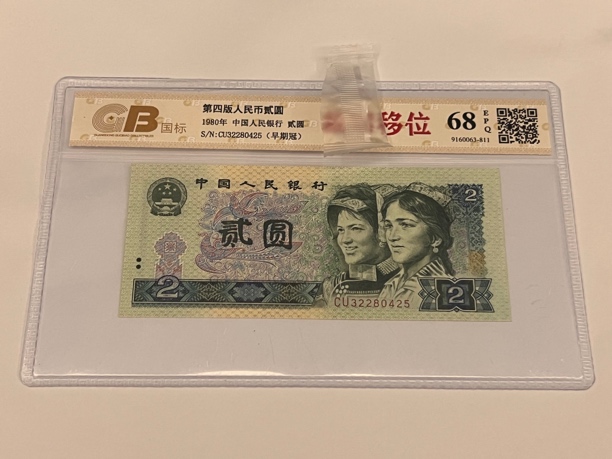 GB国标
第四版人民币贰圆
1980年 中国人民银行 贰圆
S/N:CU32280425（早期冠）
移位
68 EPQ
9160063-811
中国人民银行
贰圆
2
2
2
CU32280425